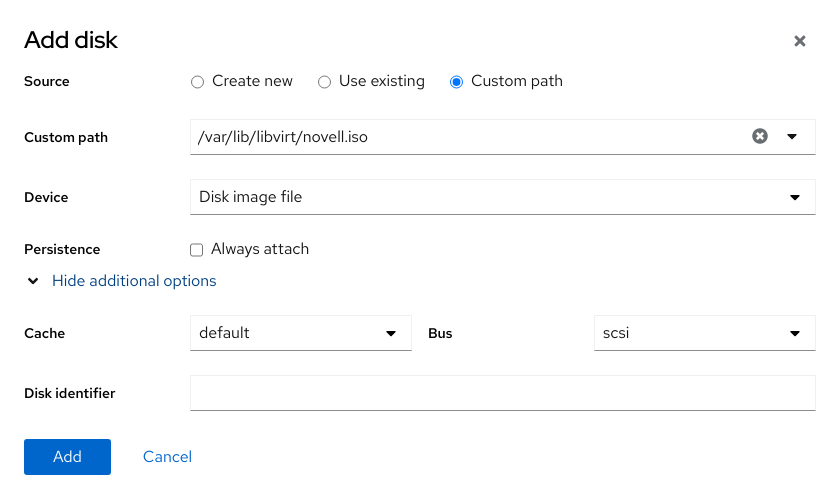 Add disk
Source Create new Use existing Custom path
Custom path /var/lib/libvirt/novell.iso
Device Disk image file
Persistence Always attach
Hide additional options
Cache default Bus scsi
Disk identifier
Add Cancel